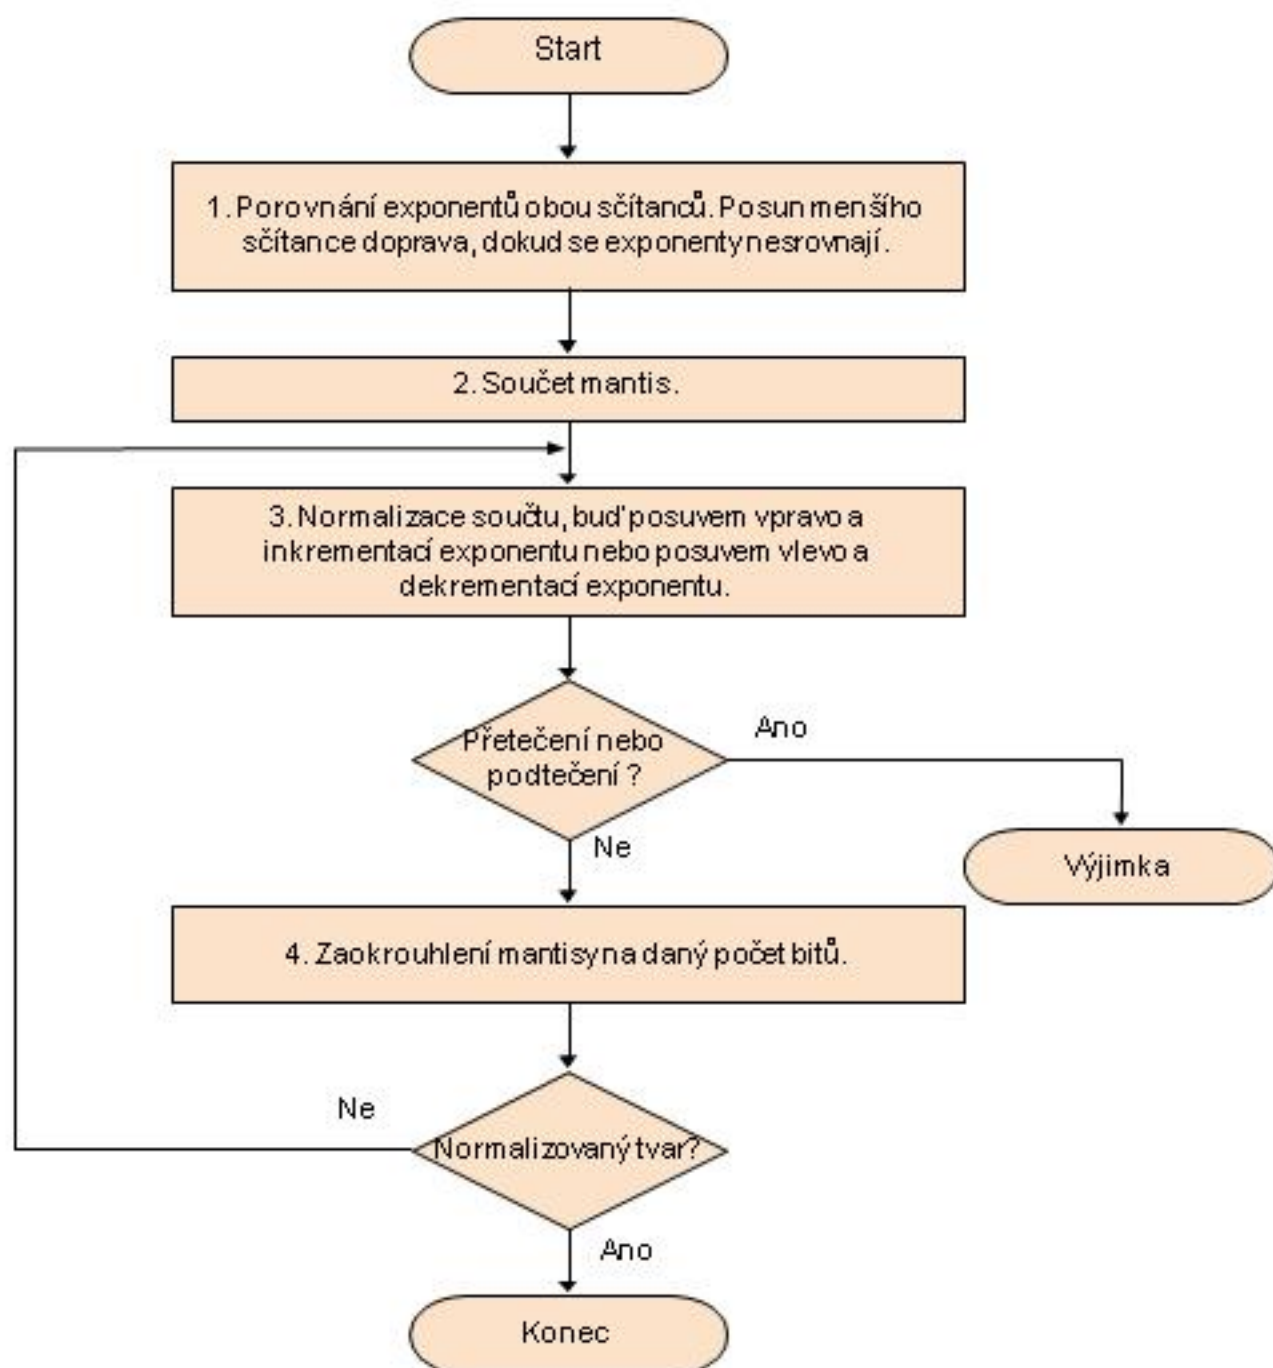 Start
1. Porovnání exponentů obou sčítanců. Posun menšího
sčítance doprava, dokud se exponenty nesrovnají.
2. Součet mantis.
3. Normalizace součtu, buď posuvem vpravo a
inkrementací exponentu nebo posuvem vlevo a
dekrementací exponentu.
Přetečení nebo
podtečení ?
Ano
Ne
Výjimka
4. Zaokrouhlení mantisy na daný počet bitů.
Ne
Normalizovaný tvar?
Ano
Konec